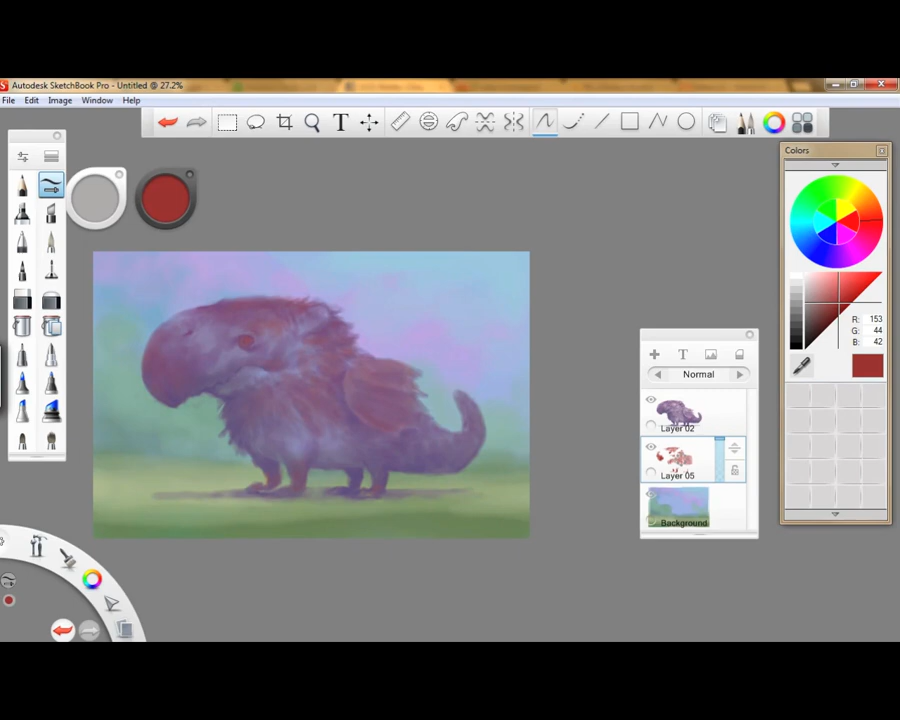 Autodesk SketchBook Pro - Untitled @ 27.2%
File Edit Image Window Help
T
Colors
R: 153
G: 44
B: 42
T
Normal
Layer 02
Layer 05
Background